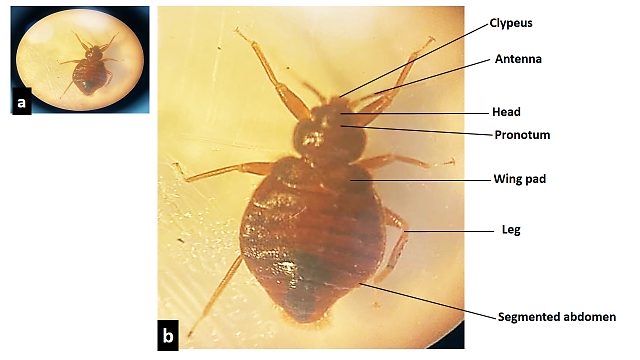 a
b
Clypeus
Antenna
Head
Pronotum
Wing pad
Leg
Segmented abdomen